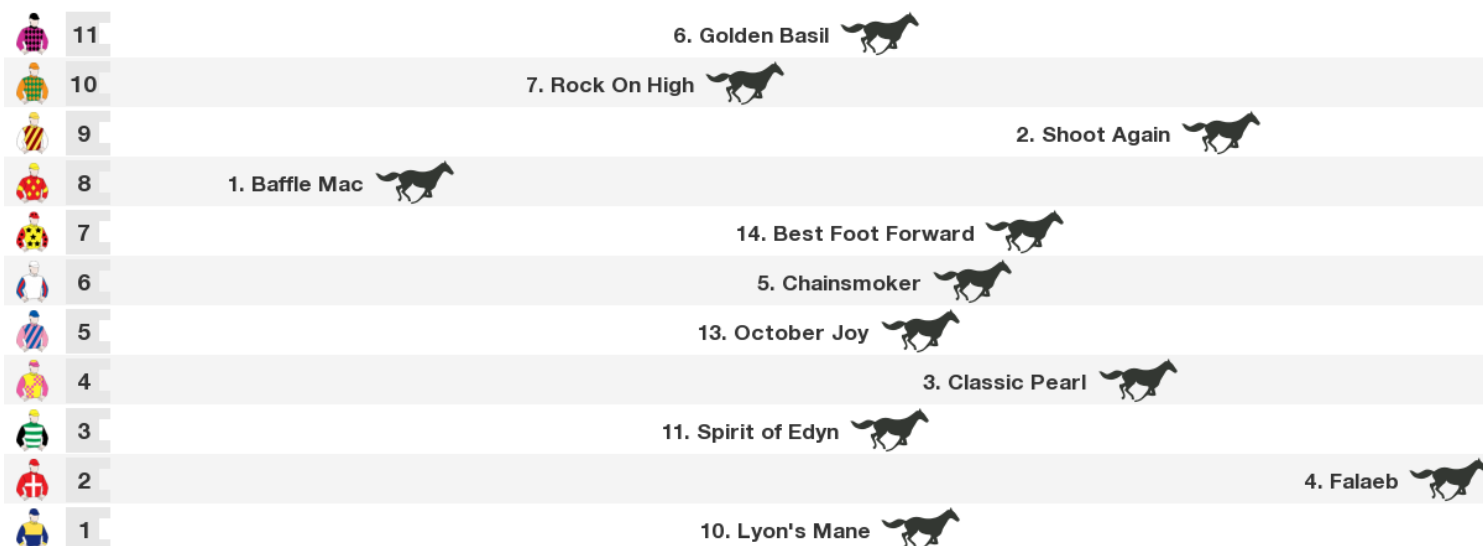 11 6. Golden Basil
10 7. Rock On High
9 2. Shoot Again
8 1. Baffle Mac
7 14. Best Foot Forward
6 5. Chainsmoker
5 13. October Joy
4 3. Classic Pearl
3 11. Spirit of Edyn
2 4. Falaeb
1 10. Lyon's Mane